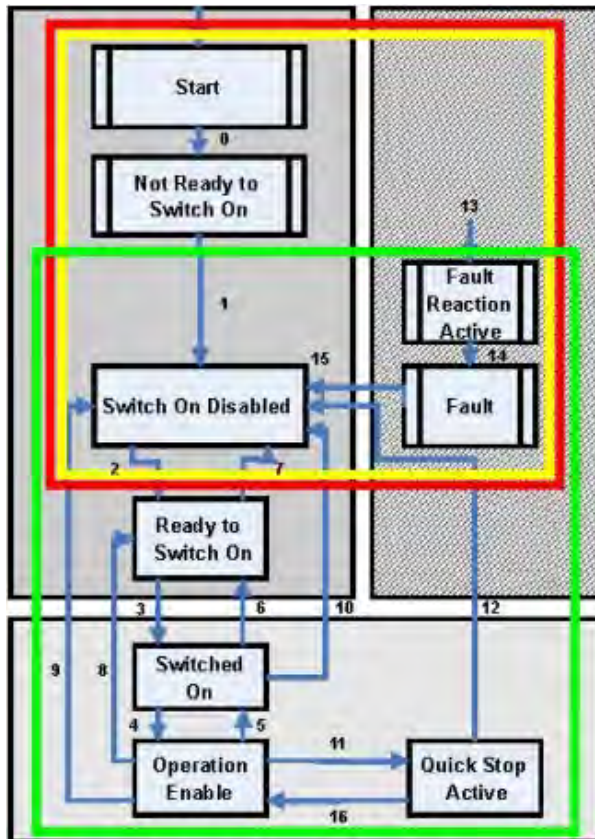 Start
0
Not Ready to
Switch On
13
Fault
Reaction
Active
1
14
15
Switch On Disabled
Fault
2
7
Ready to
Switch On
3
6
10
12
9
8
Switched
On
4
5
11
Operation
Enable
Quick Stop
Active
16